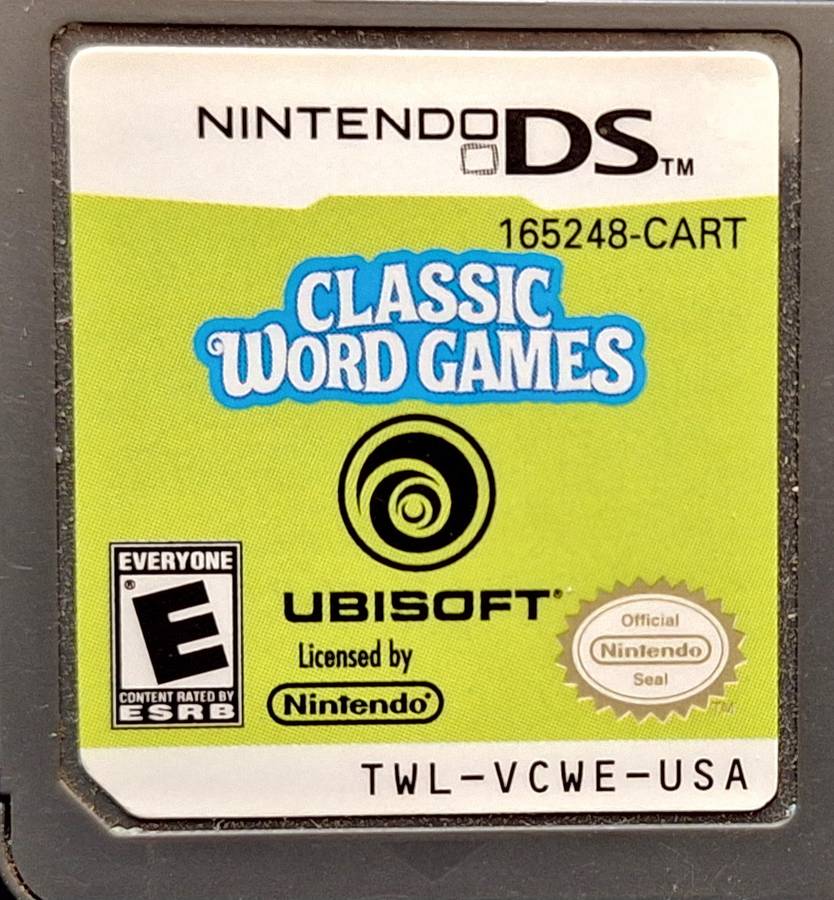 NINTENDO DS™
165248-CART
CLASSIC
WORD GAMES
EVERYONE
E®
CONTENT RATED BY
ESRB
UBISOFT®
Licensed by
Nintendo®
Official
Nintendo
Seal
TM
TWL-VCWE-USA